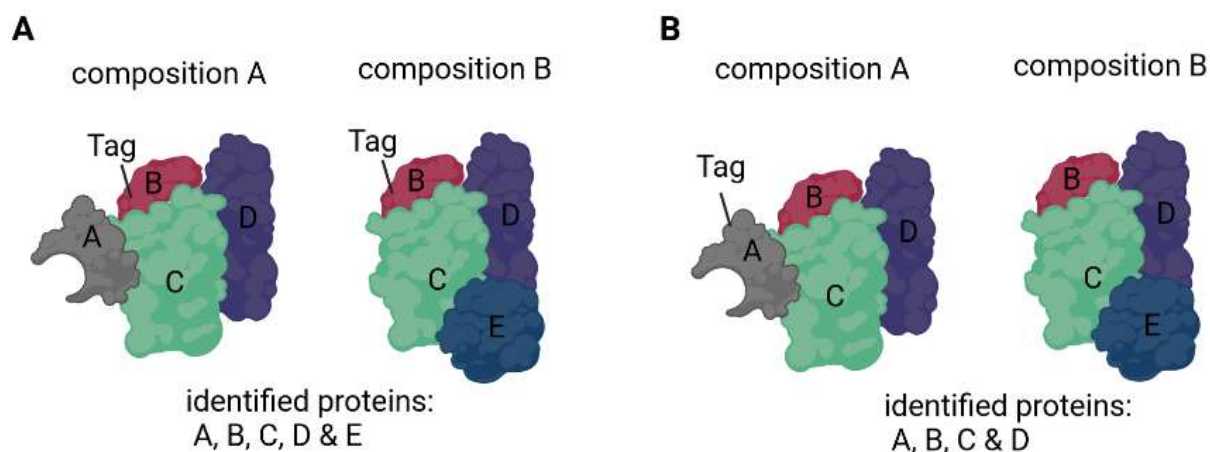 A
composition A
composition B
Tag
Tag
B
B
A
D
D
C
C
E
identified proteins:
A, B, C, D & E
B
composition A
composition B
Tag
B
B
A
D
D
C
C
E
identified proteins:
A, B, C & D